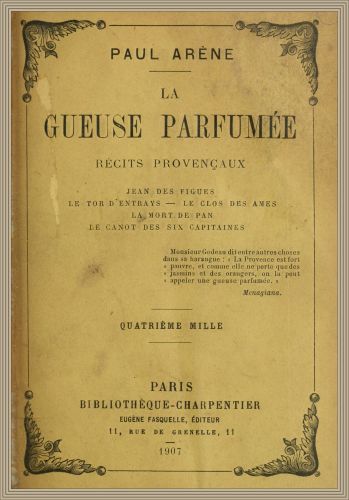 PAUL ARÈNE
LA
GUEUSE PARFUMÉE
RÉCITS PROVENÇAUX
JEAN DES FIGUES
LE TOR D'ENTRAYS — LE CLOS DES AMES
LA MORT DE PAN
LE CANOT DES SIX CAPITAINES
Monsieur Godeau dit entre autres choses
dans sa harangue : « La Provence est fort
« pauvre, et comme elle ne porte que des
« jasmins et des orangers, on la peut
« appeler une gueuse parfumée. »
Menagiana.
QUATRIÈME MILLE
PARIS
BIBLIOTHÈQUE-CHARPENTIER
EUGÈNE FASQUELLE, ÉDITEUR
11, RUE DE GRENELLE, 11
1907